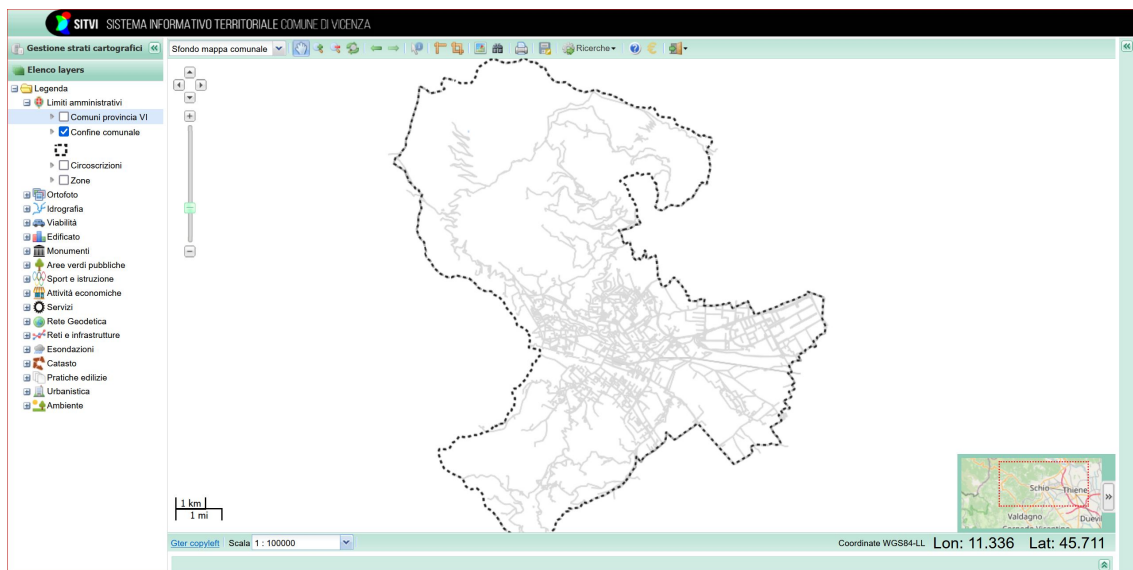 SITVI SISTEMA INFORMATIVO TERRITORIALE COMUNE DI VICENZA
Gestione strati cartografici
Sfondo mappa comunale
Ricerche
Elenco layers
Legenda
Limiti amministrativi
Comuni provincia VI
Confine comunale
Circoscrizioni
Zone
Ortofoto
Idrografia
Viabilità
Edificato
Monumenti
Aree verdi pubbliche
Sport e istruzione
Attività economiche
Servizi
Rete Geodetica
Reti e infrastrutture
Esondazioni
Catasto
Pratiche edilizie
Urbanistica
Ambiente
1 km
1 mi
Schio
Thiene
Valdagno
Gter copyleft Scala 1 : 100000
Coordinate WGS84-LL Lon: 11.336 Lat: 45.711